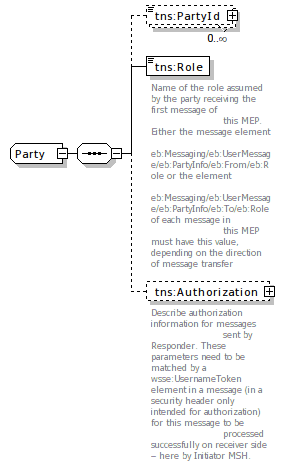 tns:PartyId
0..∞
tns:Role
Name of the role assumed
by the party receiving the
first message of
this MEP.
Either the message element
eb:Messaging/eb:UserMessag
e/eb:PartyInfo/eb:From/eb:R
ole or the element
eb:Messaging/eb:UserMessag
e/eb:PartyInfo/eb:To/eb:Role
of each message in
this MEP
must have this value,
depending on the direction
of message transfer
Party
tns:Authorization
Describe authorization
information for messages
sent by
Responder. These
parameters need to be
matched by a
wsse:UsernameToken
element in a message (in a
security header only
intended for authorization)
for this message to be
processed
successfully on receiver side
– here by Initiator MSH.